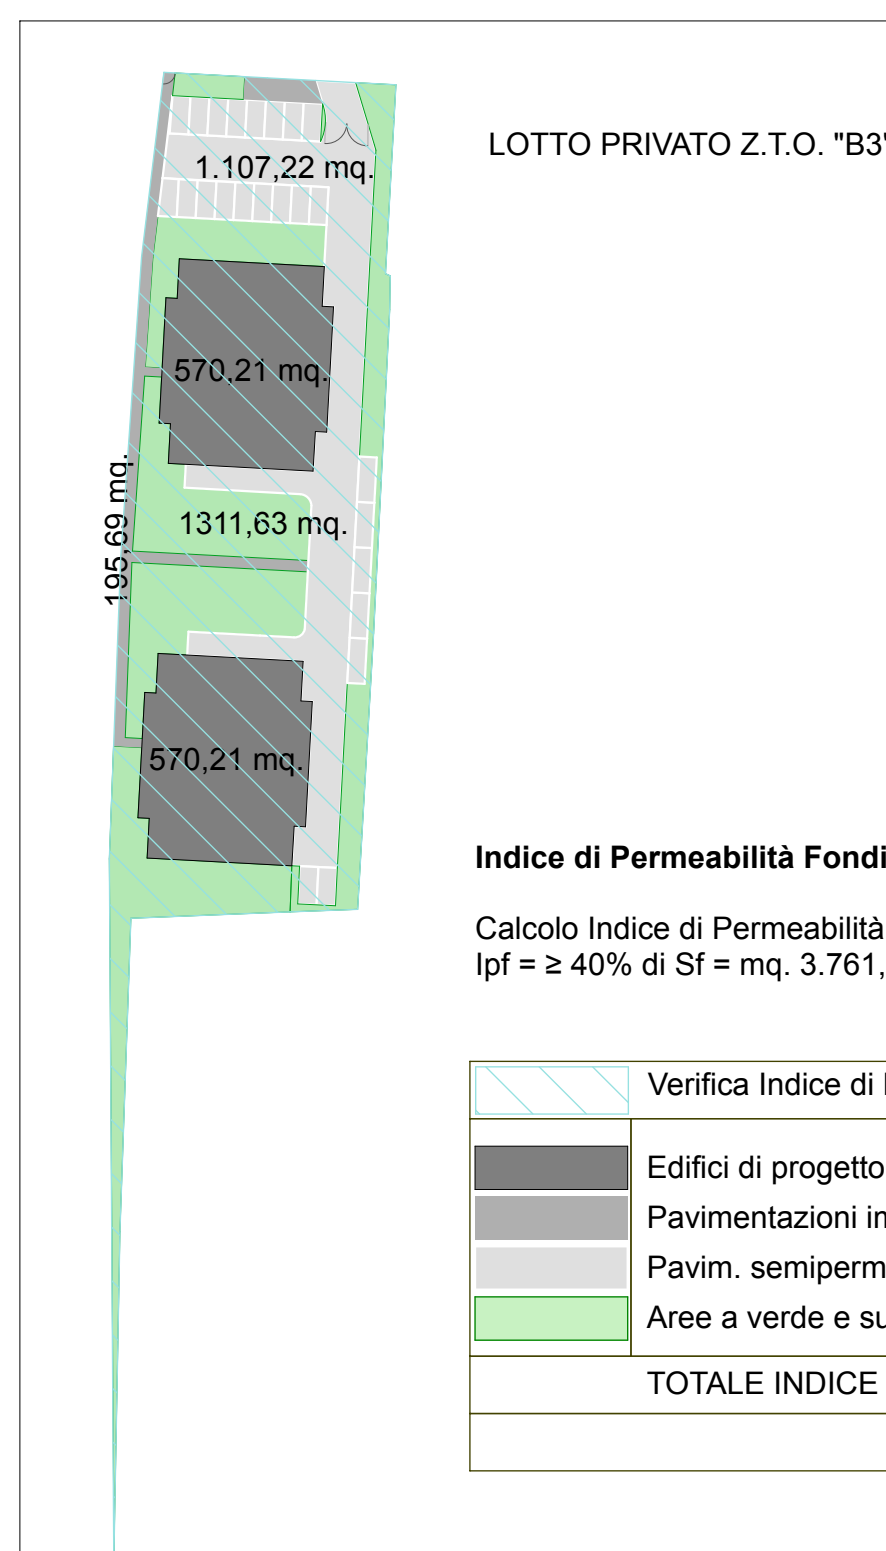 LOTTO PRIVATO Z.T.O. "B3"
1.107,22 mq.
570,21 mq.
195,69 mq.
1311,63 mq.
570,21 mq.
Indice di Permeabilità Fondi
Calcolo Indice di Permeabilità
Ipf = ≥ 40% di Sf = mq. 3.761,
Verifica Indice di
Edifici di progetto
Pavimentazioni im
Pavim. semiperm
Aree a verde e su
TOTALE INDICE